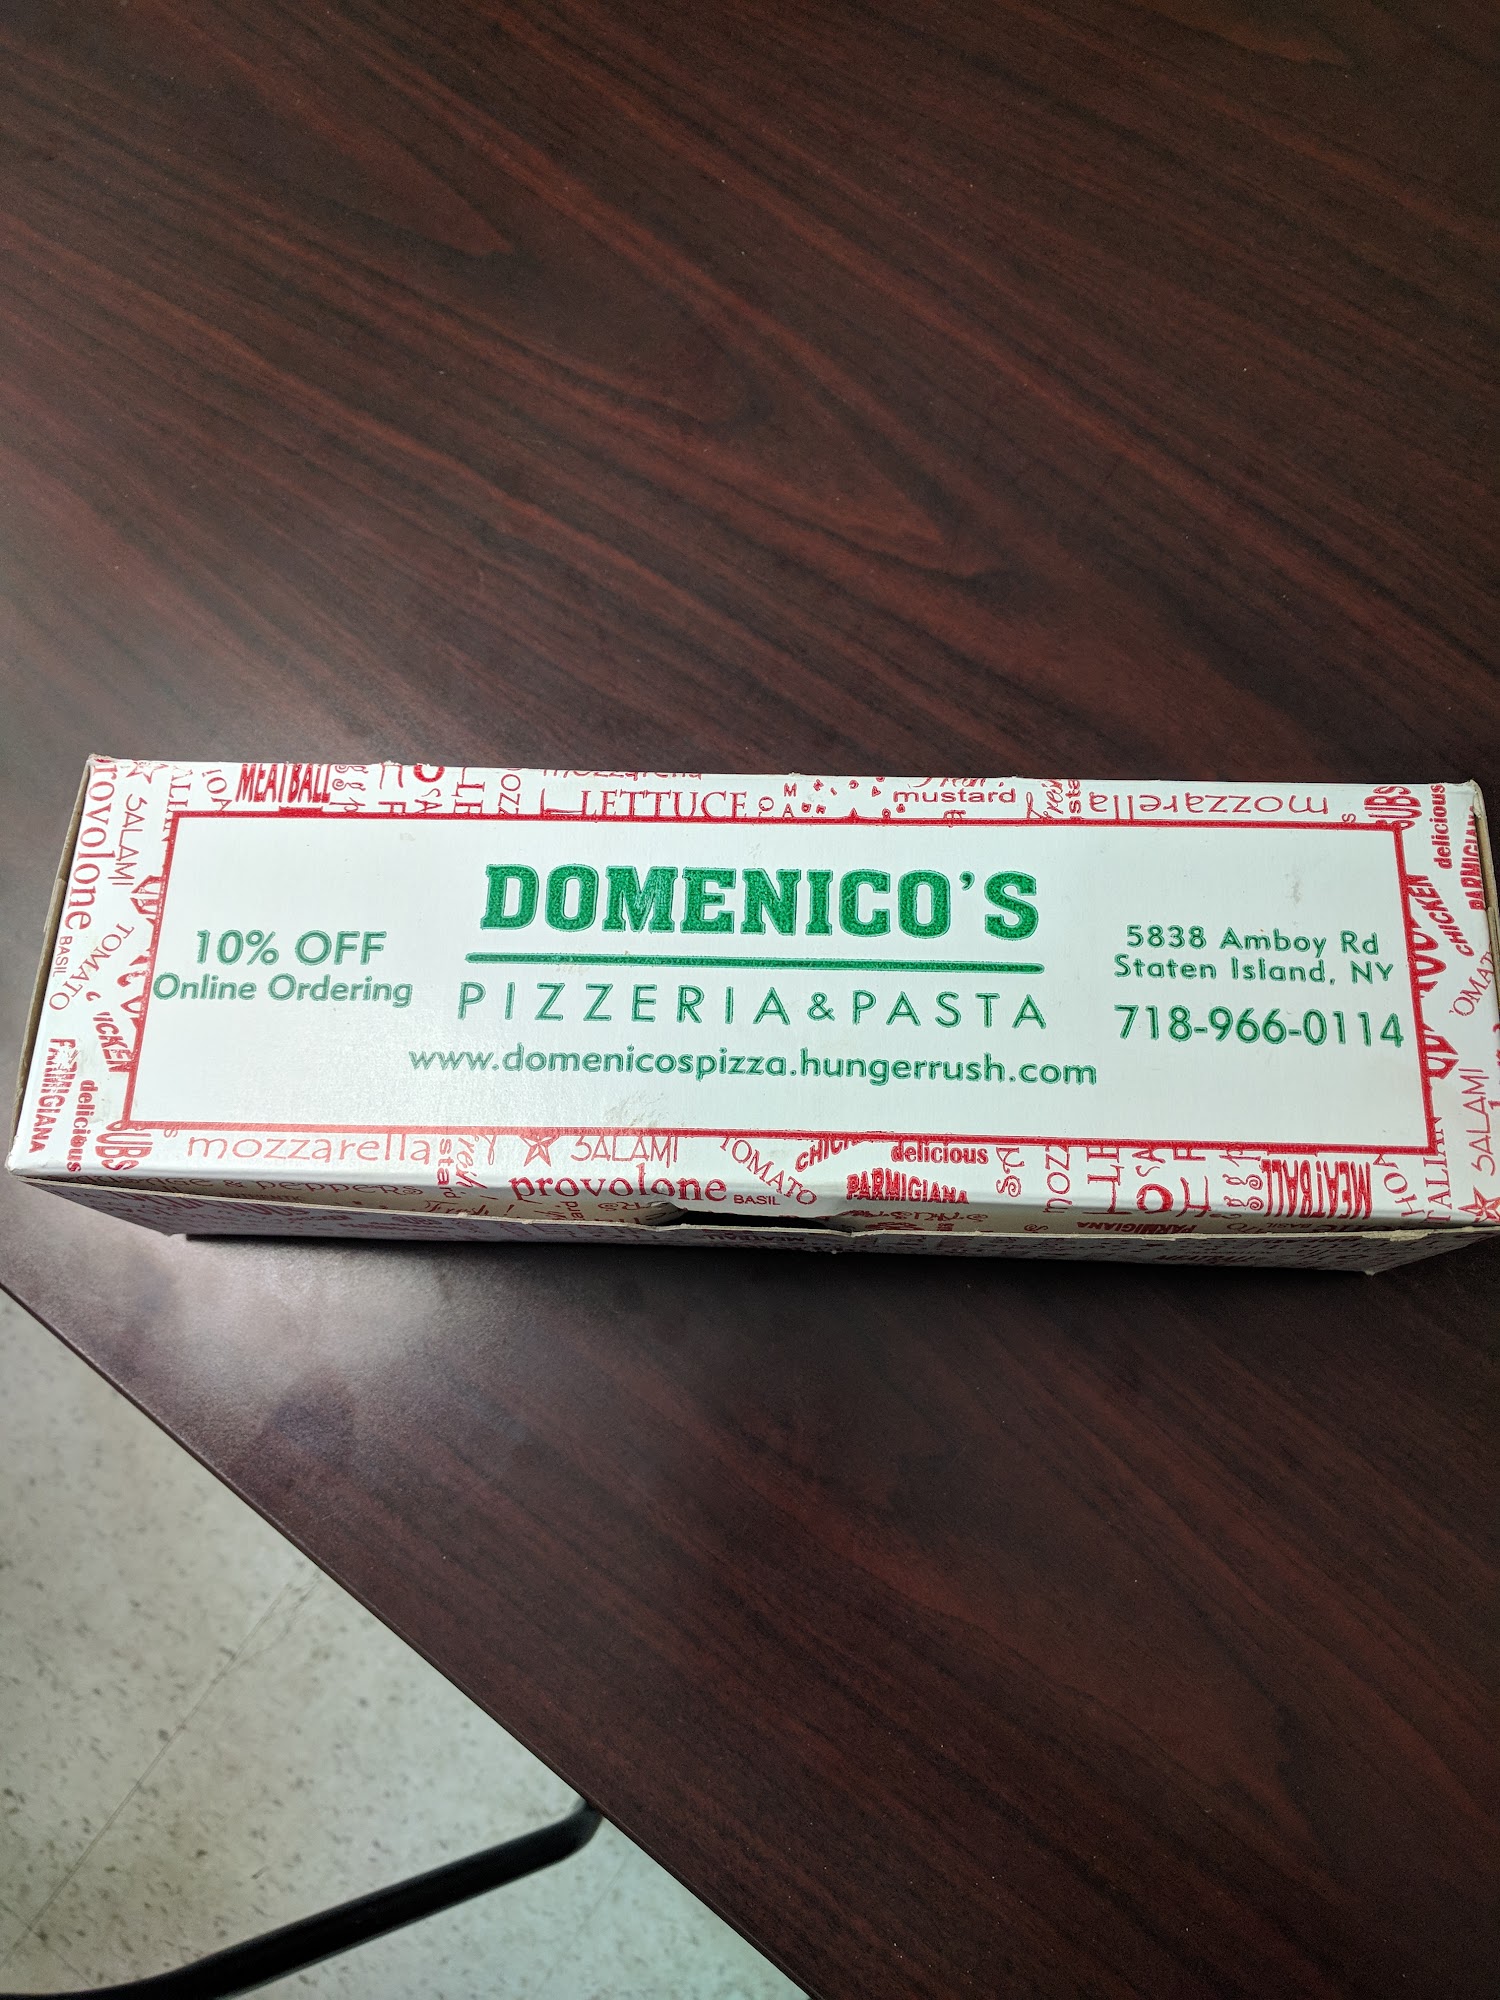 MEATBALL
LETTUCE
mustard
mozzarella
delicious
SALAMI
BASIL
TOMATO
PARMIGIANA
delicious
CHICKEN
DOMENICO'S
10% OFF
Online Ordering
PIZZERIA & PASTA
www.domenicospizza.hungerrush.com
5838 Amboy Rd
Staten Island, NY
718-966-0114
mozzarella
SALAMI
TOMATO
delicious
MEATBALL
provolone
BASIL
PARMIGIANA
SALAMI